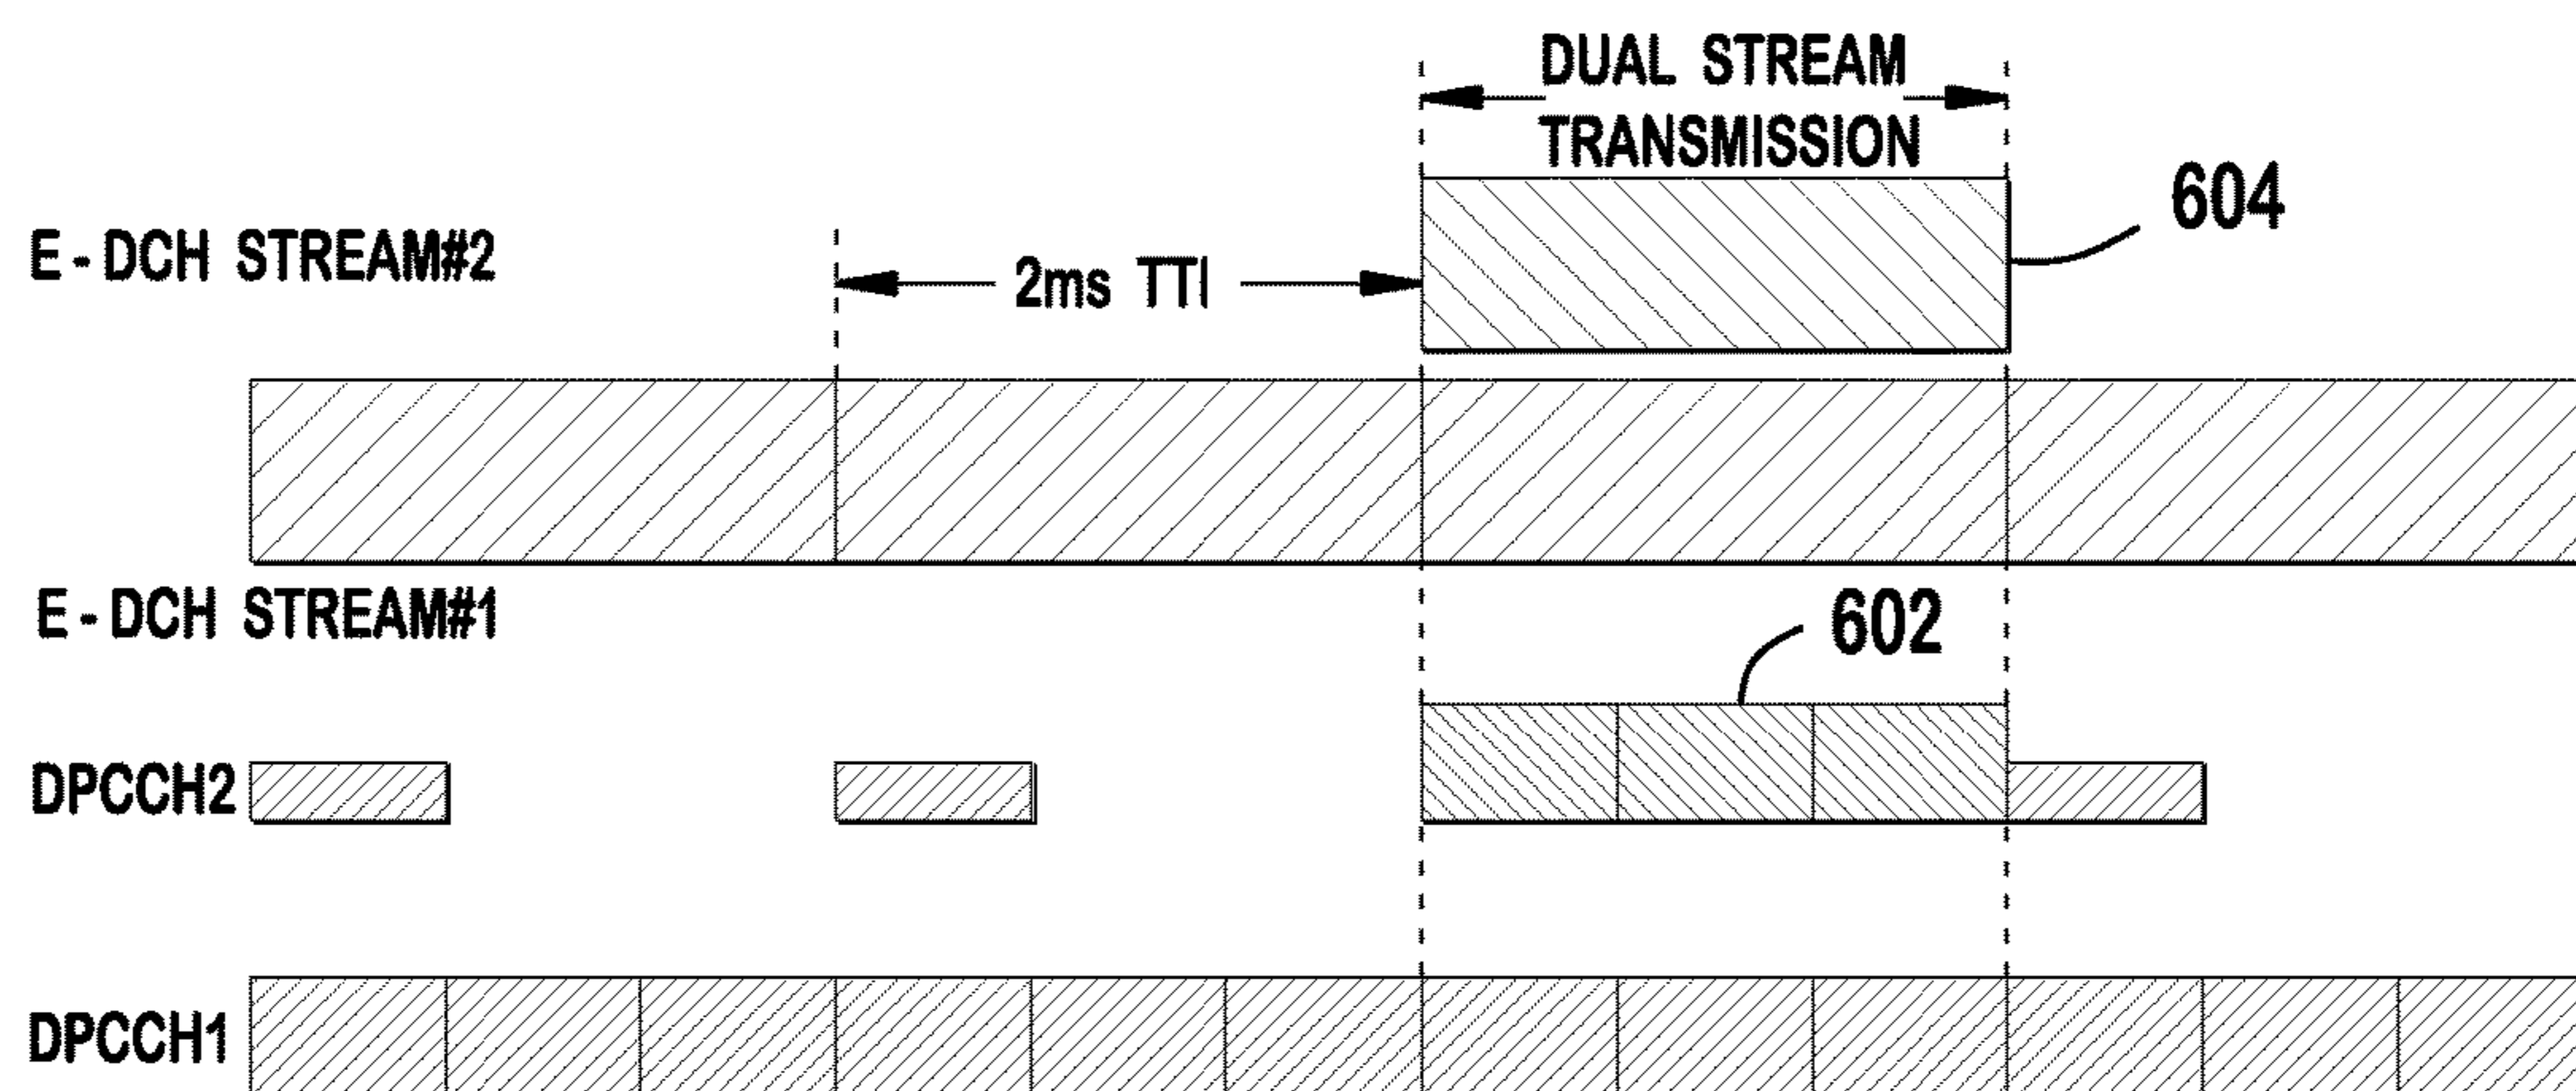 DUAL STREAM
TRANSMISSION
604
E - DCH STREAM#2
2ms TTI
E - DCH STREAM#1
602
DPCCH2
DPCCH1